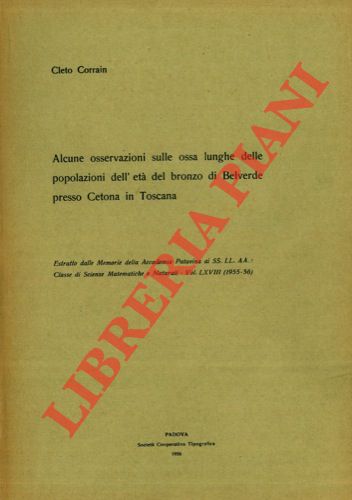 Cleto Corrain
Alcune osservazioni sulle ossa lunghe delle
popolazioni dell' età del bronzo di Belverde
presso Cetona in Toscana
Estratto dalle Memorie della Accademia Patavina di SS. LL. AA.:
Classe di Scienze Matematiche e Naturali - Vol. LXVIII (1955-56)
LIBRERIA PIANI
PADOVA
Società Cooperativa Tipografica
1956